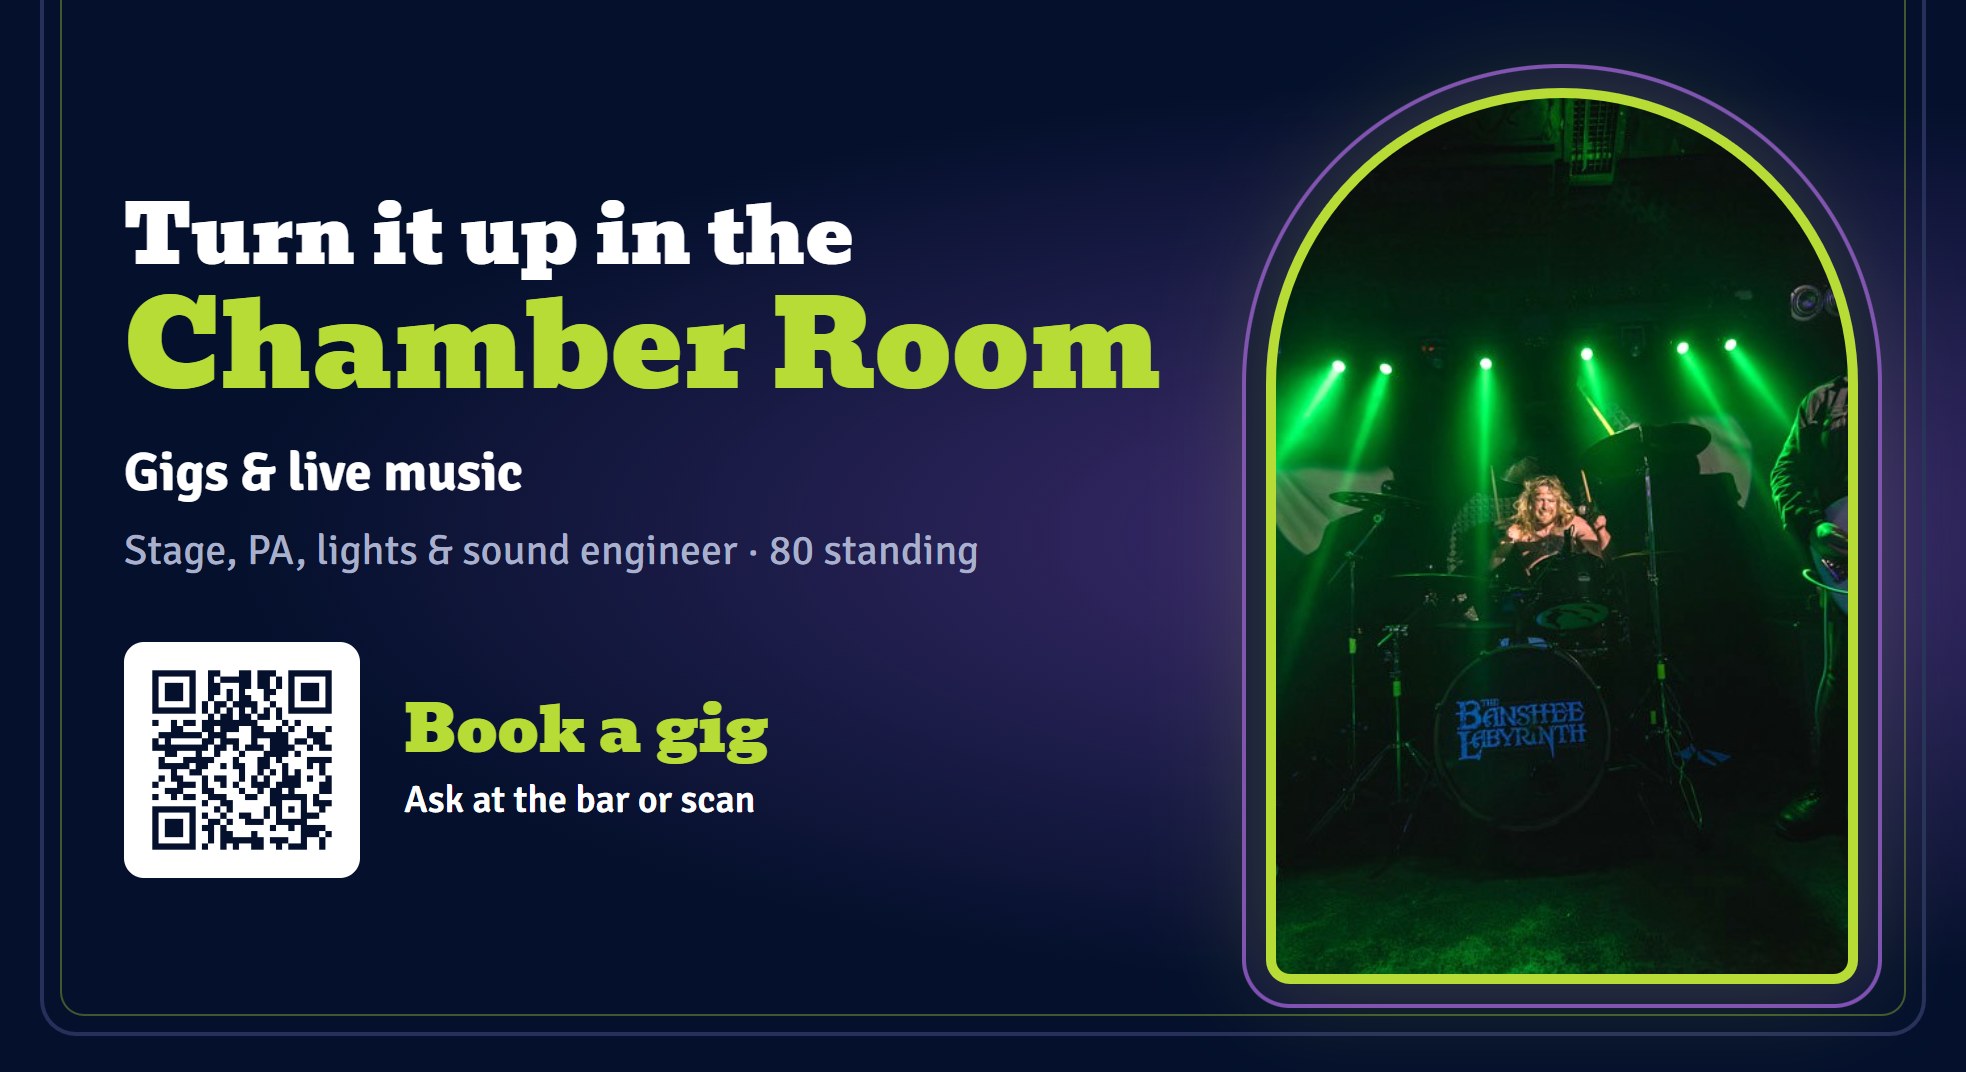 Turn it up in the
Chamber Room
Gigs & live music
Stage, PA, lights & sound engineer · 80 standing
Book a gig
Ask at the bar or scan
THE
BANSHEE
LABYRINTH